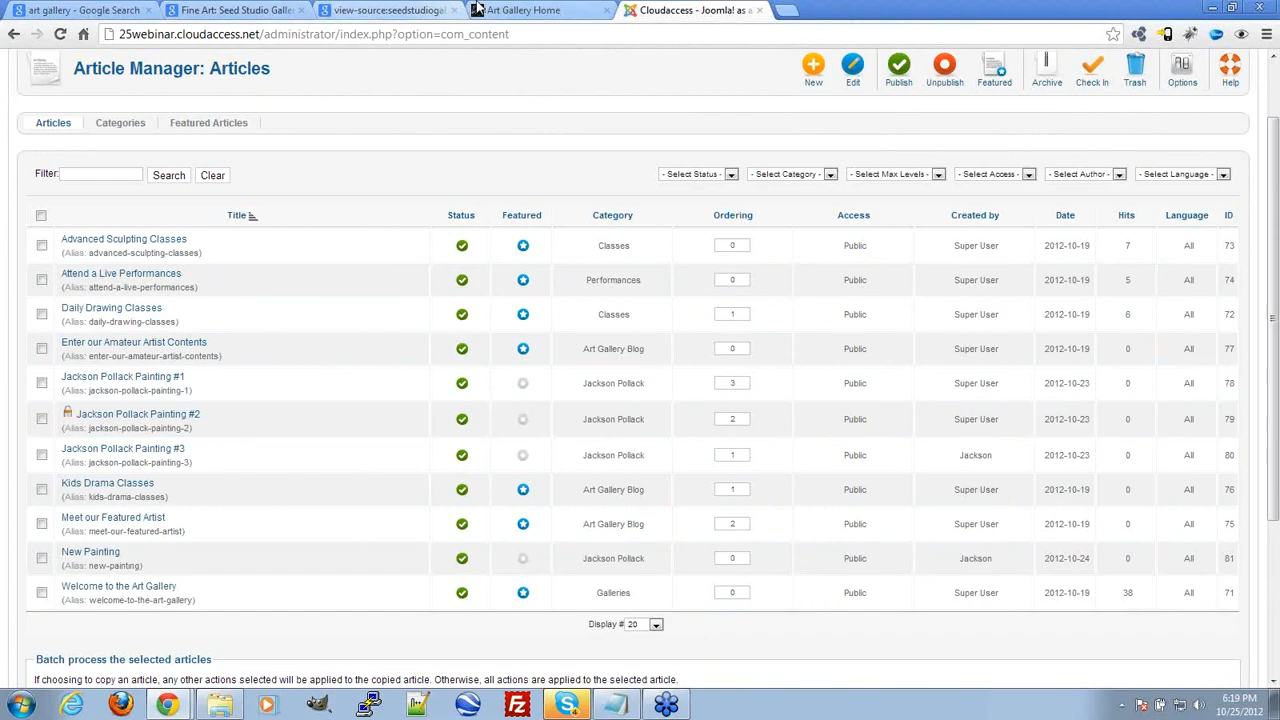 art gallery - Google Search
Fine Art: Seed Studio Galle
view-source:seedstudiogal
Art Gallery Home
Cloudaccess - Joomla! as a
25webinar.cloudaccess.net/administrator/index.php?option=com_content
Article Manager: Articles
New
Edit
Publish
Unpublish
Featured
Archive
Check In
Trash
Options
Help
Articles Categories Featured Articles
Filter: Search Clear - Select Status - - Select Category - - Select Max Levels - - Select Access - - Select Author - - Select Language -
Title Status Featured Category Ordering Access Created by Date Hits Language ID
Advanced Sculpting Classes
(Alias: advanced-sculpting-classes)
Classes 0 Public Super User 2012-10-19 7 All 73
Attend a Live Performances
(Alias: attend-a-live-performances)
Performances 0 Public Super User 2012-10-19 5 All 74
Daily Drawing Classes
(Alias: daily-drawing-classes)
Classes 1 Public Super User 2012-10-19 6 All 72
Enter our Amateur Artist Contents
(Alias: enter-our-amateur-artist-contents)
Art Gallery Blog 0 Public Super User 2012-10-19 0 All 77
Jackson Pollack Painting #1
(Alias: jackson-pollack-painting-1)
Jackson Pollack 3 Public Super User 2012-10-23 0 All 78
Jackson Pollack Painting #2
(Alias: jackson-pollack-painting-2)
Jackson Pollack 2 Public Super User 2012-10-23 0 All 79
Jackson Pollack Painting #3
(Alias: jackson-pollack-painting-3)
Jackson Pollack 1 Public Jackson 2012-10-23 0 All 80
Kids Drama Classes
(Alias: kids-drama-classes)
Art Gallery Blog 1 Public Super User 2012-10-19 0 All 76
Meet our Featured Artist
(Alias: meet-our-featured-artist)
Art Gallery Blog 2 Public Super User 2012-10-19 0 All 75
New Painting
(Alias: new-painting)
Jackson Pollack 0 Public Jackson 2012-10-24 0 All 81
Welcome to the Art Gallery
(Alias: welcome-to-the-art-gallery)
Galleries 0 Public Super User 2012-10-19 38 All 71
Display # 20
Batch process the selected articles
If choosing to copy an article, any other actions selected will be applied to the copied article. Otherwise, all actions are applied to the selected article.
6:19 PM
10/25/2012